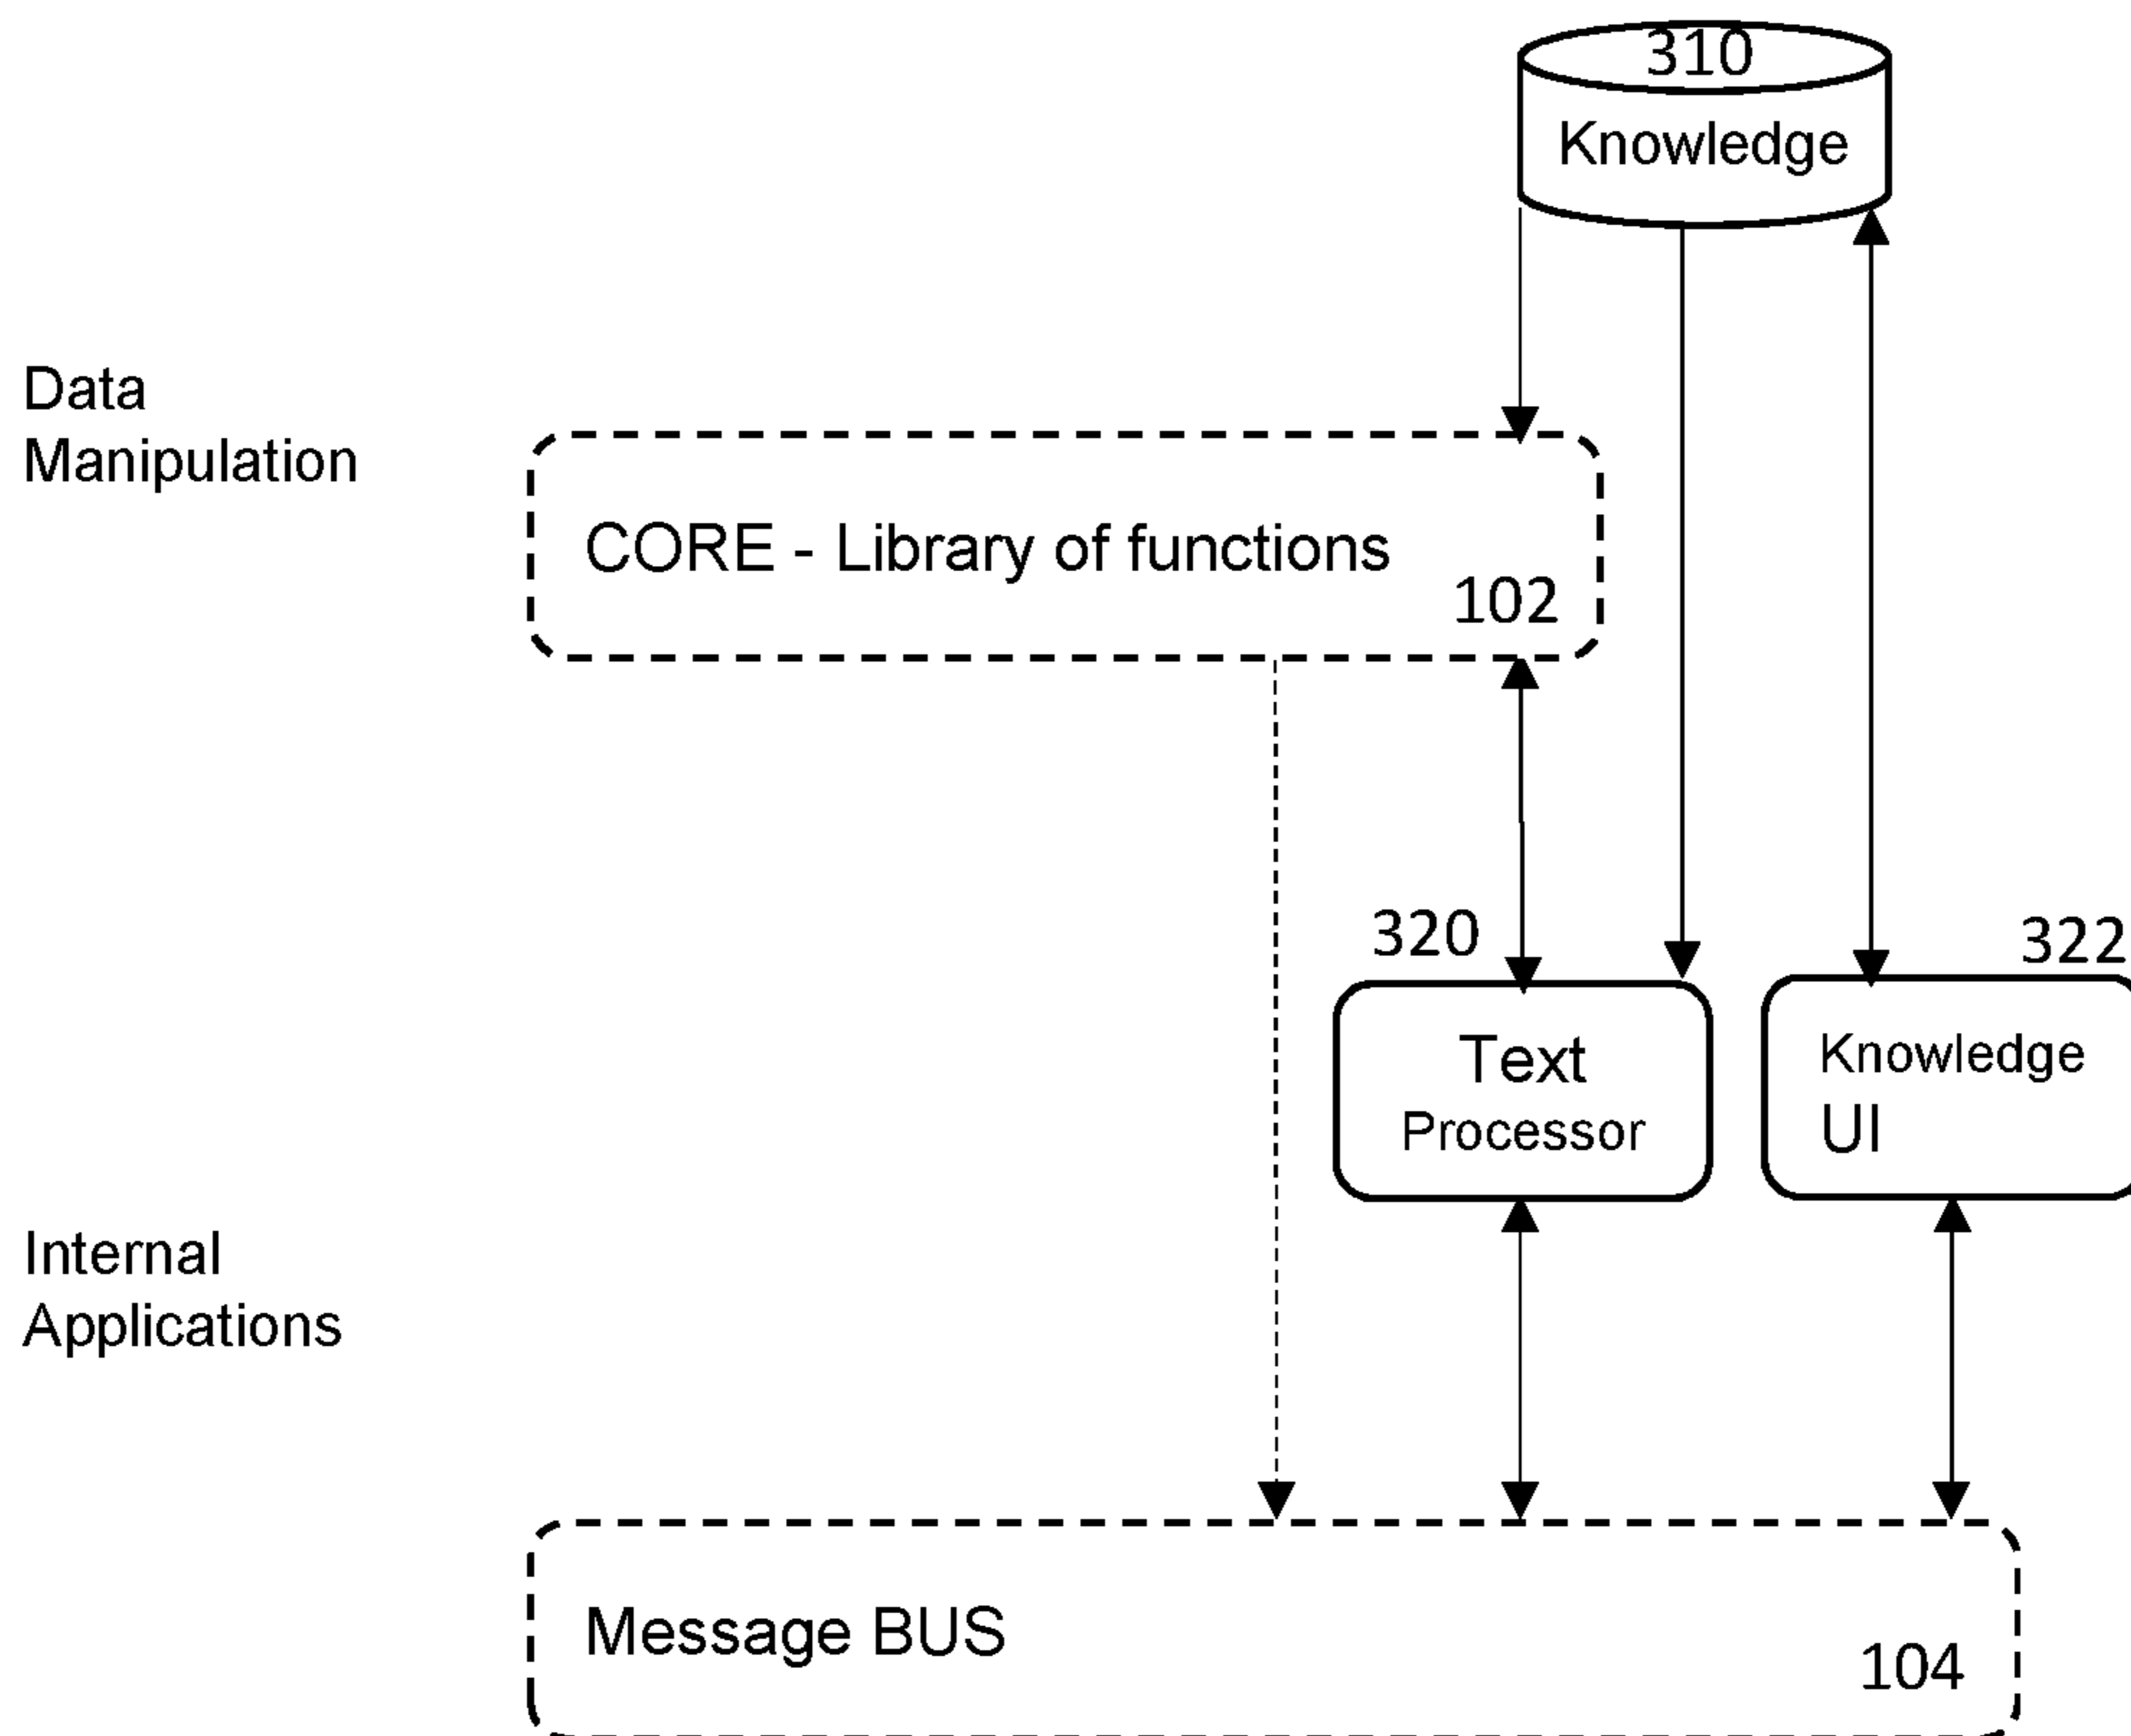 310
Knowledge
Data
Manipulation
CORE - Library of functions
102
320
322
Text
Processor
Knowledge
UI
Internal
Applications
Message BUS
104